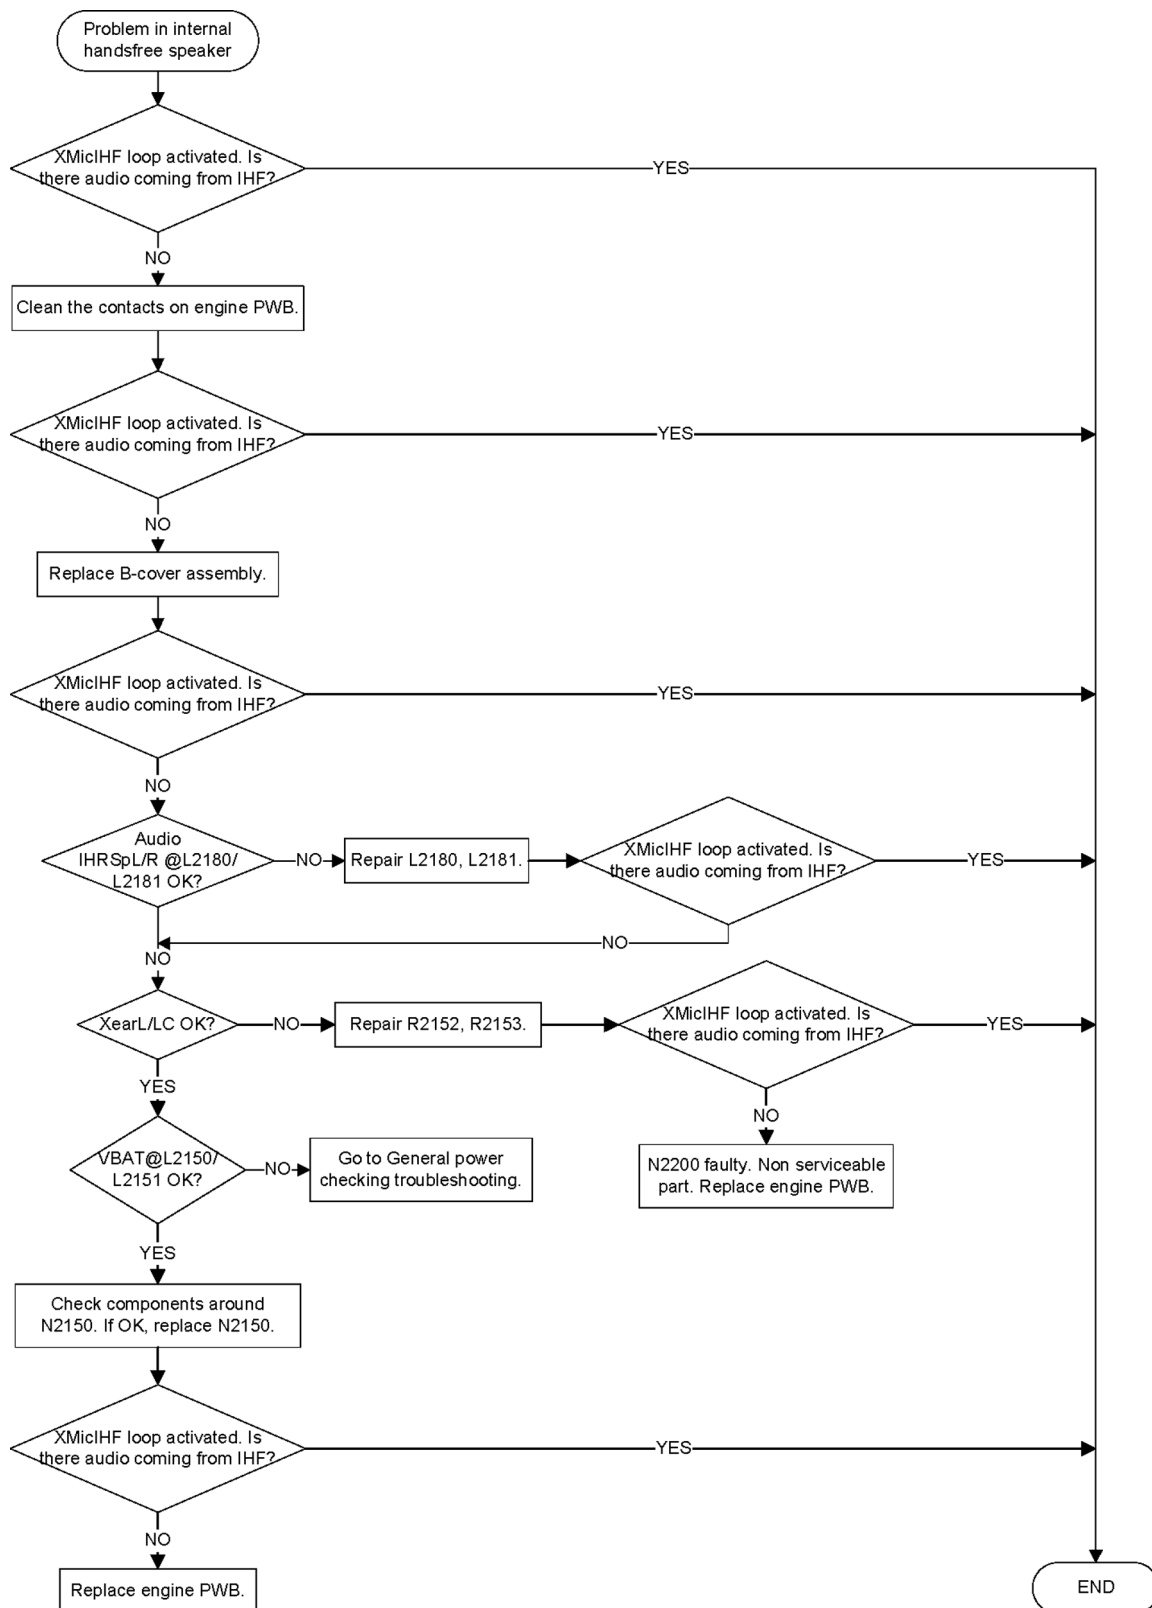 Problem in internal
handsfree speaker
XMicIHF loop activated. Is
there audio coming from IHF?
YES
NO
Clean the contacts on engine PWB.
XMicIHF loop activated. Is
there audio coming from IHF?
YES
NO
Replace B-cover assembly.
XMicIHF loop activated. Is
there audio coming from IHF?
YES
NO
Audio
IHRSpL/R @L2180/
L2181 OK?
NO
Repair L2180, L2181.
XMicIHF loop activated. Is
there audio coming from IHF?
YES
NO
NO
XearL/LC OK?
NO
Repair R2152, R2153.
XMicIHF loop activated. Is
there audio coming from IHF?
YES
NO
N2200 faulty. Non serviceable
part. Replace engine PWB.
YES
VBAT@L2150/
L2151 OK?
NO
Go to General power
checking troubleshooting.
YES
Check components around
N2150. If OK, replace N2150.
XMicIHF loop activated. Is
there audio coming from IHF?
YES
NO
Replace engine PWB.
END